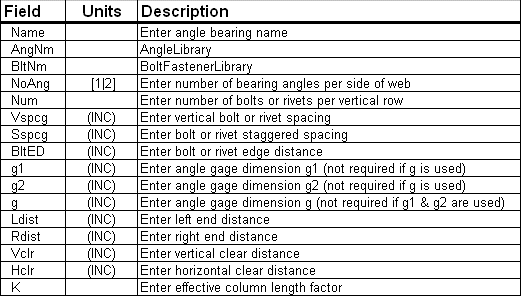 Field Units Description
Name Enter angle bearing name
AngNm AngleLibrary
BltNm BoltFastenerLibrary
NoAng [1|2] Enter number of bearing angles per side of web
Num Enter number of bolts or rivets per vertical row
Vspcg (INC) Enter vertical bolt or rivet spacing
Sspcg (INC) Enter bolt or rivet staggered spacing
BltED (INC) Enter bolt or rivet edge distance
g1 (INC) Enter angle gage dimension g1 (not required if g is used)
g2 (INC) Enter angle gage dimension g2 (not required if g is used)
g (INC) Enter angle gage dimension g (not required if g1 & g2 are used)
Ldist (INC) Enter left end distance
Rdist (INC) Enter right end distance
Vclr (INC) Enter vertical clear distance
Hclr (INC) Enter horizontal clear distance
K Enter effective column length factor